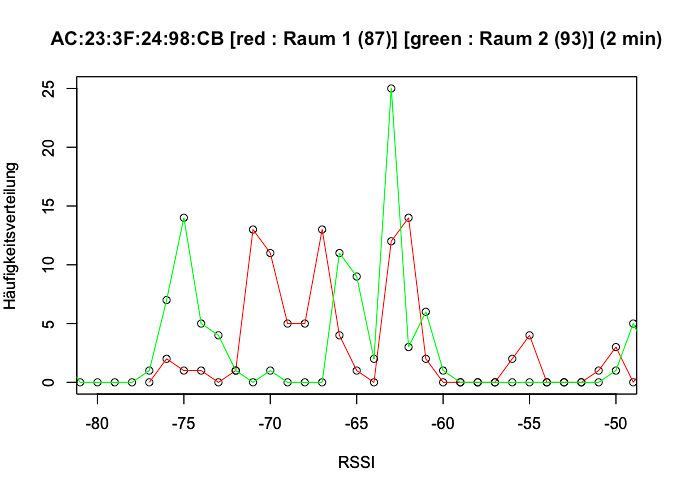 AC:23:3F:24:98:CB [red : Raum 1 (87)] [green : Raum 2 (93)] (2 min)
Häufigkeitsverteilung
25
20
15
10
5
0
-80 -75 -70 -65 -60 -55 -50
RSSI